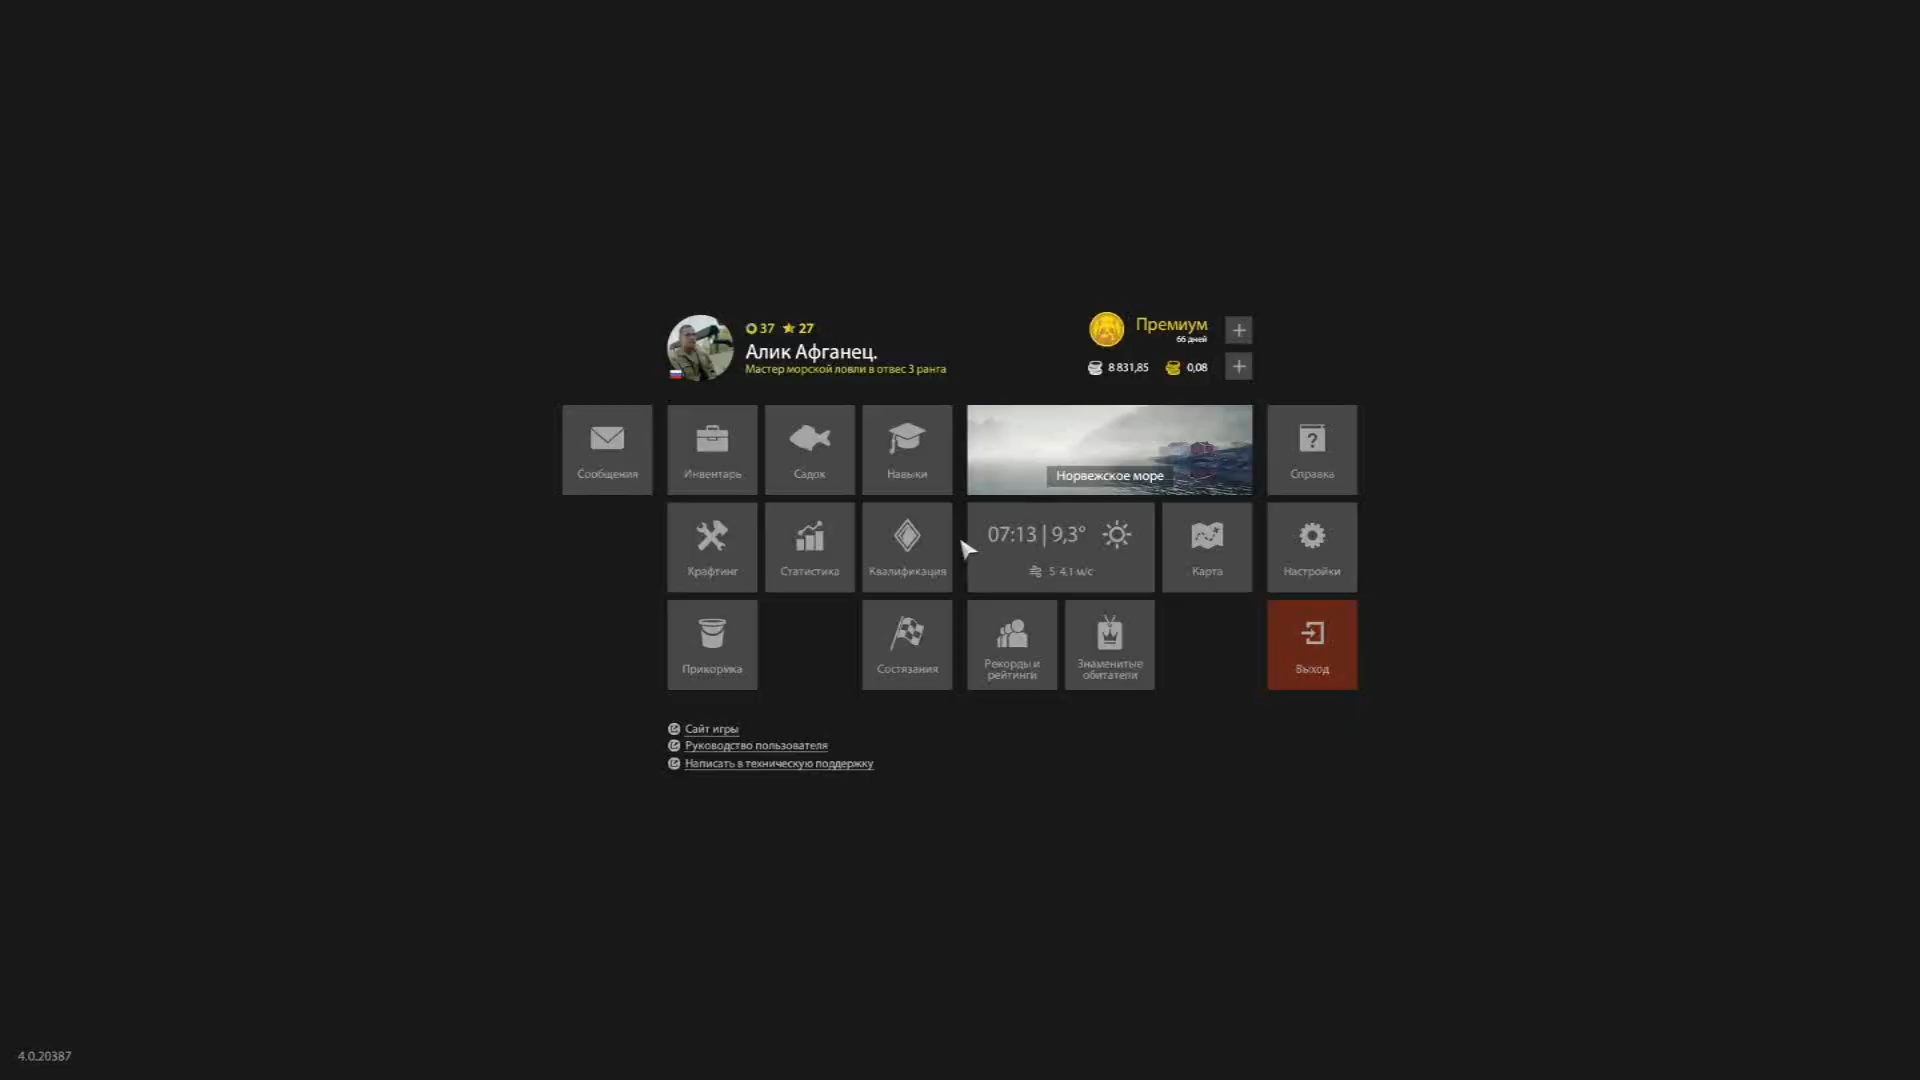 37 27
Алик Афганец.
Мастер морской ловли в отвес 3 ранга
Премиум
66 дней
8 831,85 0,08
Сообщения
Инвентарь
Садок
Навыки
Норвежское море
Справка
Крафтинг
Статистика
Квалификация
07:13 | 9,3°
5 4,1 м/с
Карта
Настройки
Прикормка
Состязания
Рекорды и
рейтинги
Знаменитые
обитатели
Выход
Сайт игры
Руководство пользователя
Написать в техническую поддержку
4.0.20387